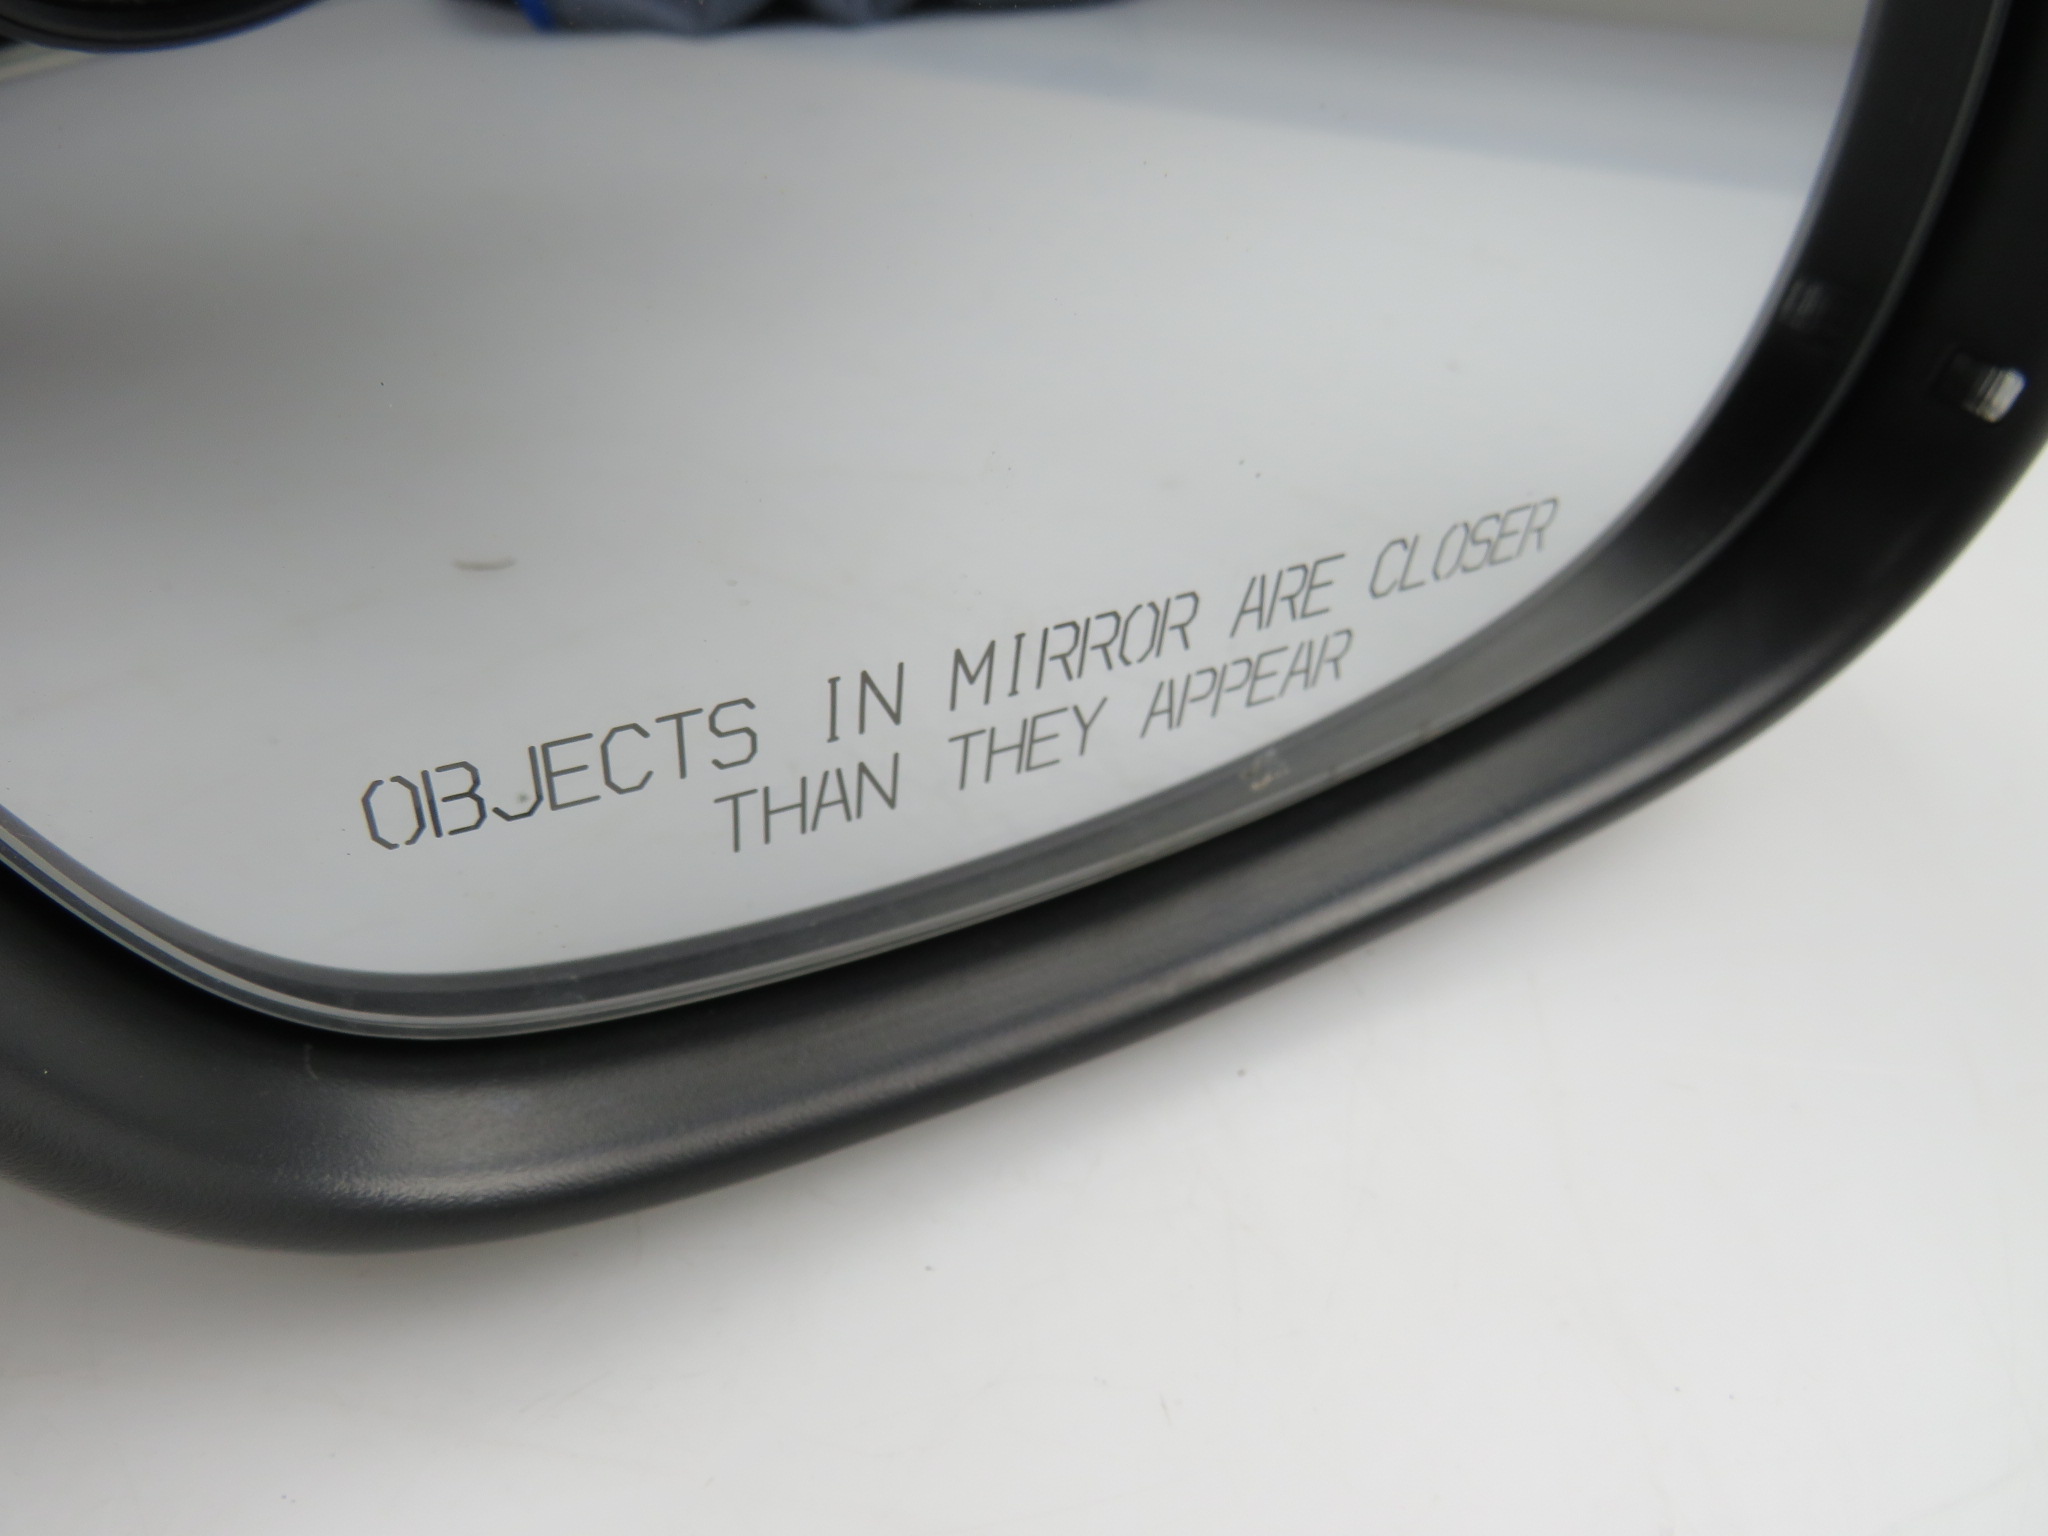 OBJECTS IN MIRROR ARE CLOSER
THAN THEY APPEAR